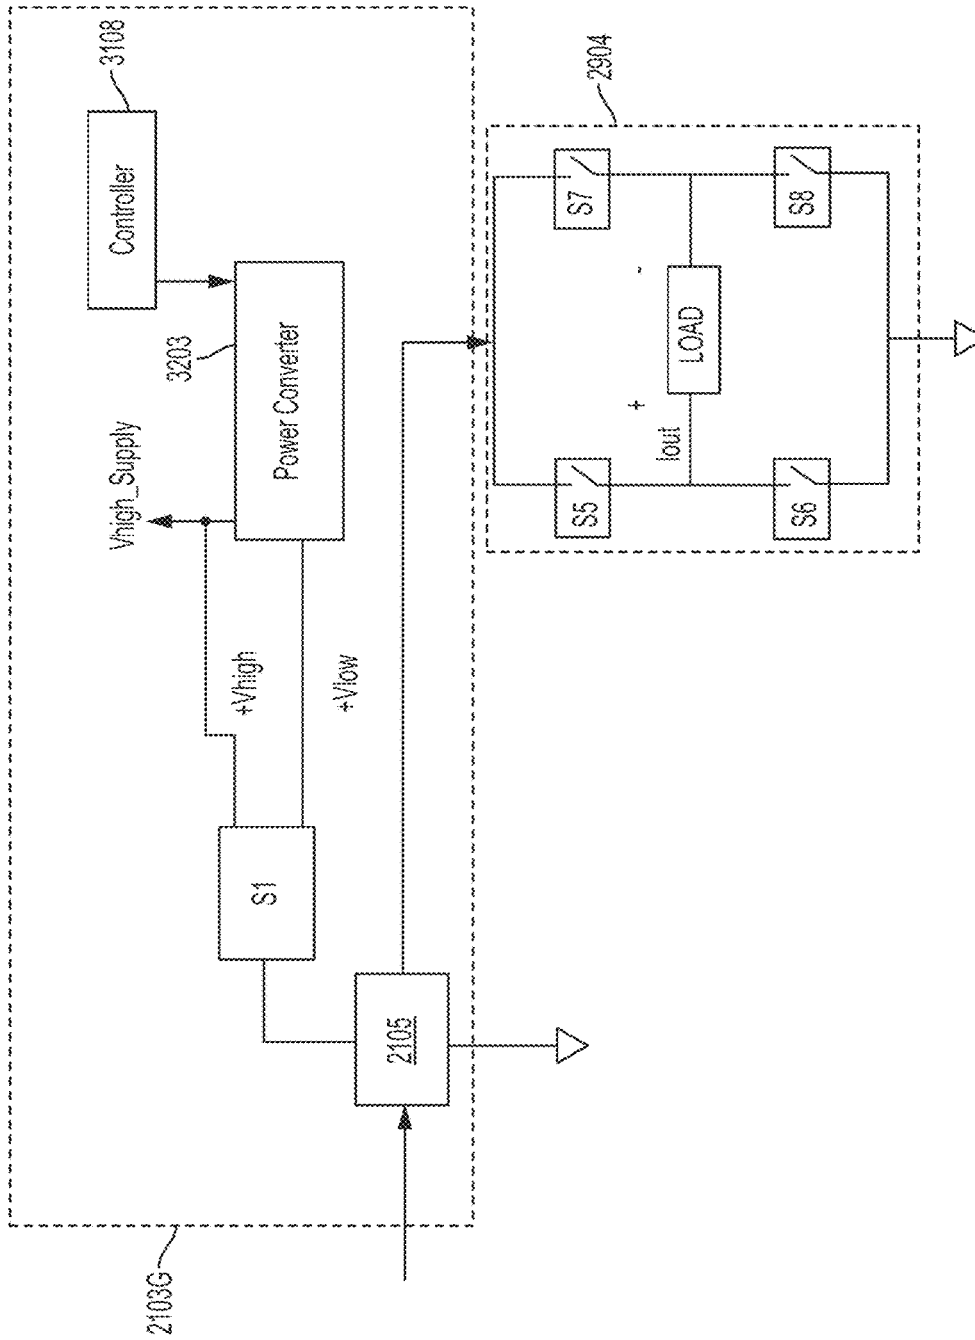 2103G
2105
S1
+Vhigh
+Vlow
Vhigh_Supply
3203
Power Converter
Controller
3108
2904
S5
S7
Iout
+
-
LOAD
S6
S8